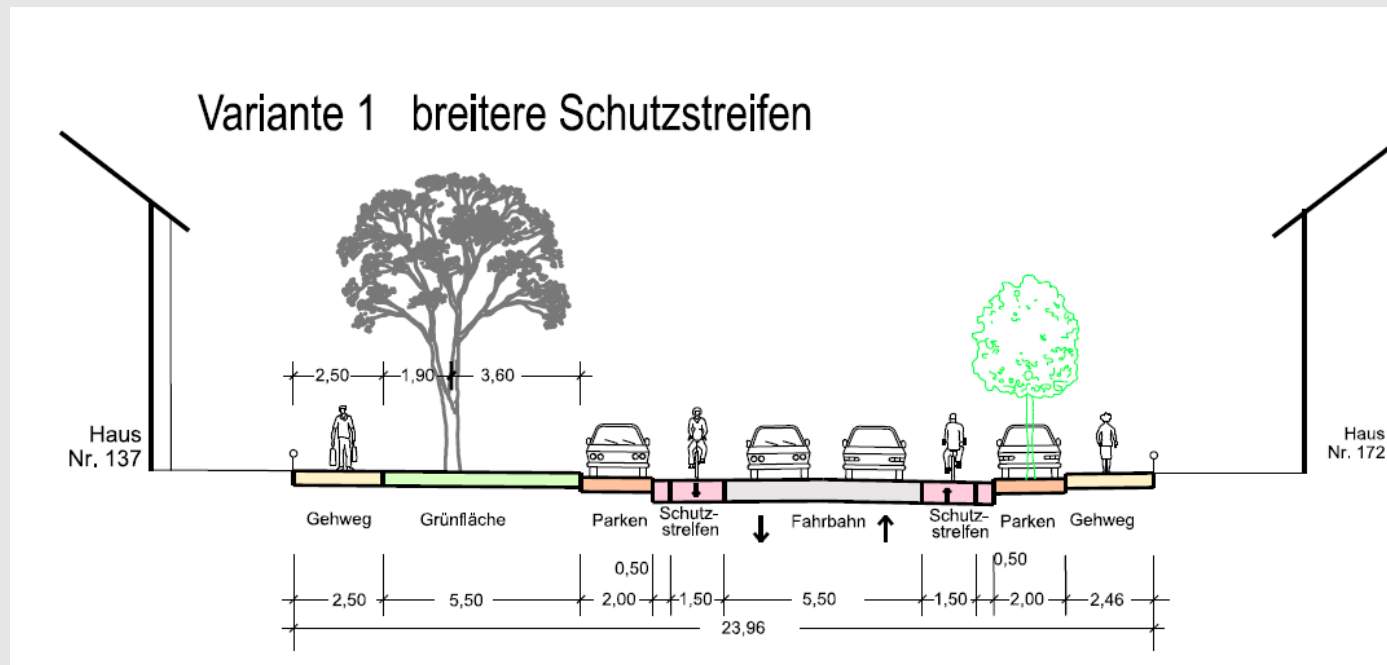 Variante 1 breitere Schutzstreifen
2,50 1,90 3,60
Haus
Nr. 137
Haus
Nr. 172
Gehweg Grünfläche Parken Schutz-
streifen Fahrbahn Schutz-
streifen Parken Gehweg
0,50 0,50
2,50 5,50 2,00 1,50 5,50 1,50 2,00 2,46
23,96